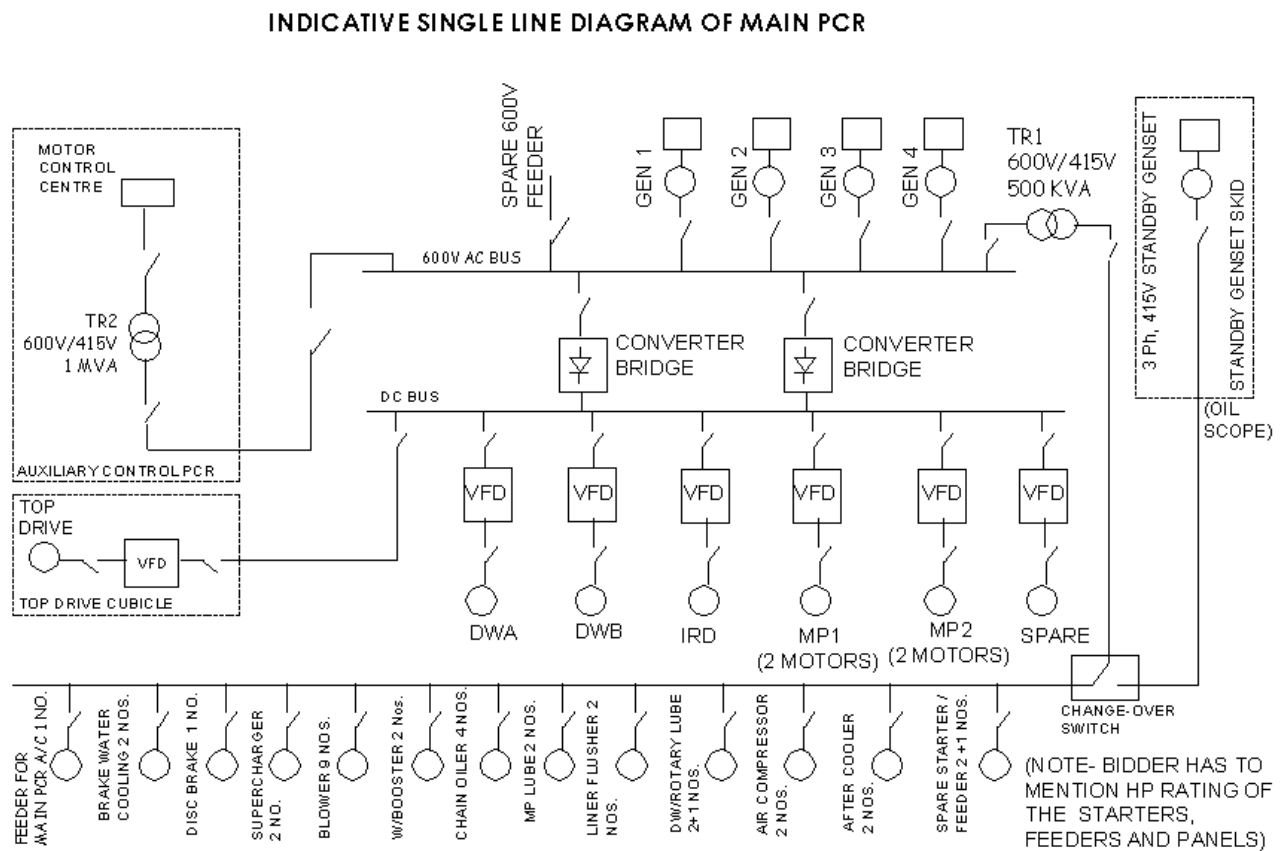 INDICATIVE SINGLE LINE DIAGRAM OF MAIN PCR
MOTOR
CONTROL
CENTRE
TR2
600V/415V
1 MVA
AUXILIARY CONTROL PCR
TOP
DRIVE
VFD
TOP DRIVE CUBICLE
SPARE 600V
FEEDER
GEN 1
GEN 2
GEN 3
GEN 4
TR1
600V/415V
500 KVA
3 Ph, 415V STANDBY GENSET
STANDBY GENSET SKID
(OIL
SCOPE)
600V AC BUS
CONVERTER
BRIDGE
CONVERTER
BRIDGE
DC BUS
VFD
VFD
VFD
VFD
VFD
VFD
DWA
DWB
IRD
MP1
(2 MOTORS)
MP2
(2 MOTORS)
SPARE
CHANGE-OVER
SWITCH
FEEDER FOR
MAIN PCR A/C 1 NO.
BRAKE WATER
COOLING 2 NOS.
DISC BRAKE 1 NO.
SUPERCHARGER
2 NO.
BLOWER 9 NOS.
W/BOOSTER 2 Nos.
CHAIN OILER 4 NOS.
MP LUBE 2 NOS.
LINER FLUSHER 2
NOS.
DW/ROTARY LUBE
2+1 NOS.
AIR COMPRESSOR
2 NOS.
AFTER COOLER
2 NOS.
SPARE STARTER /
FEEDER 2 +1 NOS.
(NOTE- BIDDER HAS TO
MENTION HP RATING OF
THE STARTERS,
FEEDERS AND PANELS)